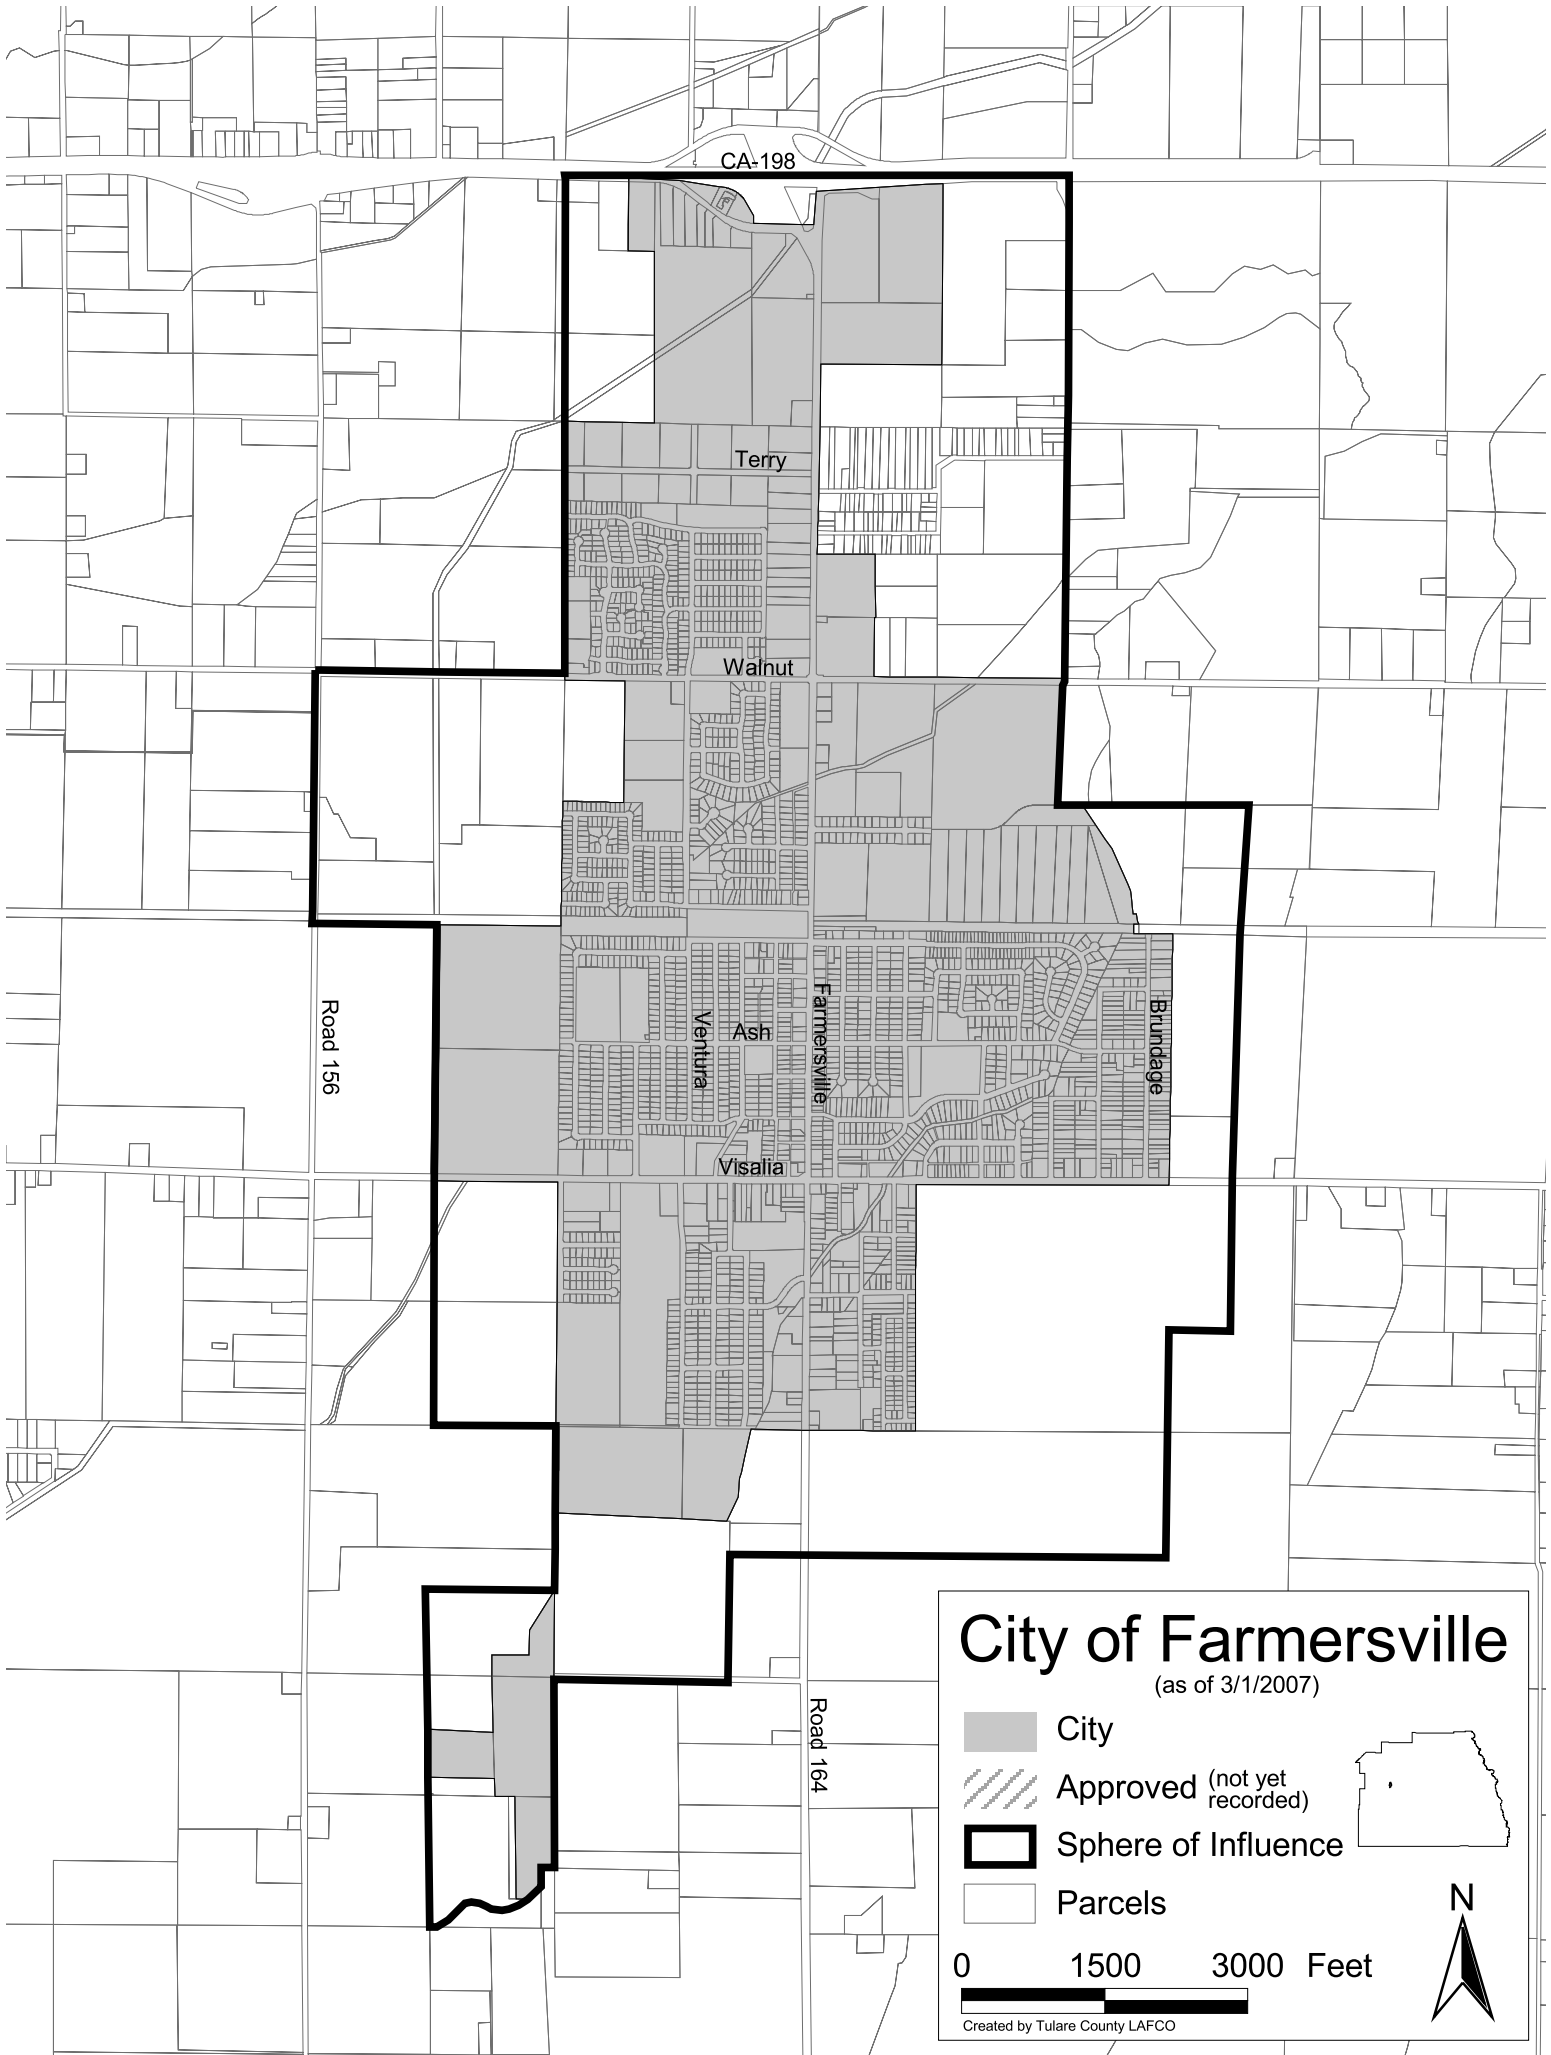 CA-198
Terry
Walnut
Road 156
Ventura
Ash
Farmersville
Brundage
Visalia
Road 164
City of Farmersville
(as of 3/1/2007)
City
Approved (not yet
recorded)
Sphere of Influence
Parcels
N
0 1500 3000 Feet
Created by Tulare County LAFCO